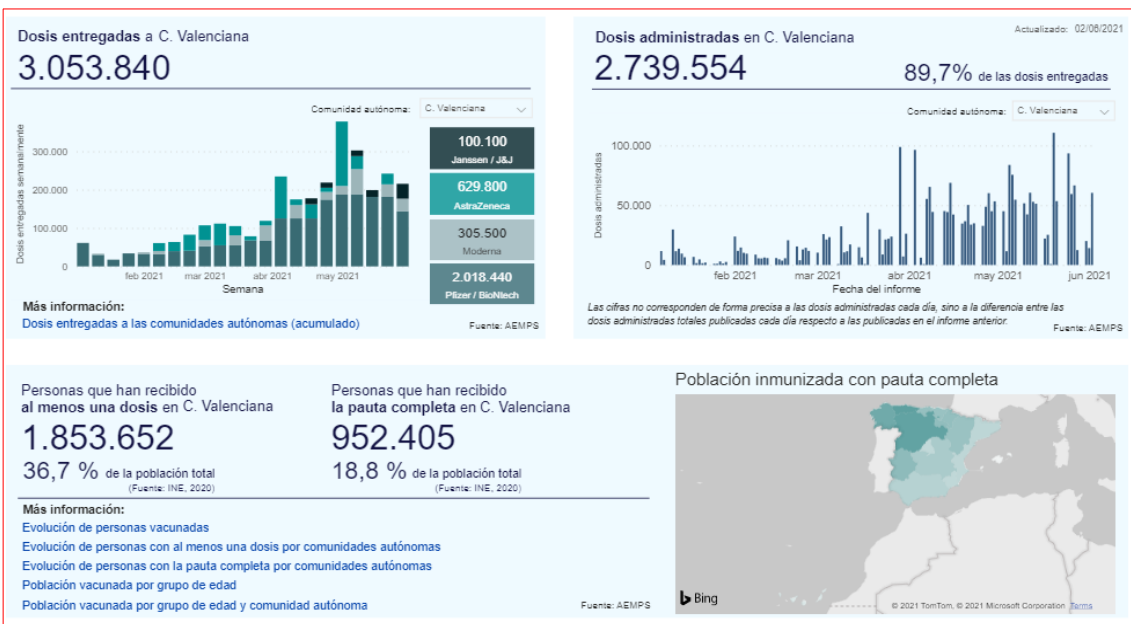 Dosis entregadas a C. Valenciana
3.053.840
Comunidad autónoma: C. Valenciana
Dosis entregadas semanalmente
300.000
200.000
100.000
0
feb 2021 mar 2021 abr 2021 may 2021
Semana
100.100
Janssen / J&J
629.800
AstraZeneca
305.500
Moderna
2.018.440
Pfizer / BioNtech
Más información:
Dosis entregadas a las comunidades autónomas (acumulado)
Fuente: AEMPS
Actualizado: 02/06/2021
Dosis administradas en C. Valenciana
2.739.554
89,7% de las dosis entregadas
Comunidad autónoma: C. Valenciana
Dosis administradas
100.000
50.000
0
feb 2021 mar 2021 abr 2021 may 2021 jun 2021
Fecha del informe
Las cifras no corresponden de forma precisa a las dosis administradas cada día, sino a la diferencia entre las
dosis administradas totales publicadas cada día respecto a las publicadas en el informe anterior.
Fuente: AEMPS
Personas que han recibido
al menos una dosis en C. Valenciana
1.853.652
36,7 % de la población total
(Fuente: INE, 2020)
Personas que han recibido
la pauta completa en C. Valenciana
952.405
18,8 % de la población total
(Fuente: INE, 2020)
Más información:
Evolución de personas vacunadas
Evolución de personas con al menos una dosis por comunidades autónomas
Evolución de personas con la pauta completa por comunidades autónomas
Población vacunada por grupo de edad
Población vacunada por grupo de edad y comunidad autónoma
Fuente: AEMPS
Población inmunizada con pauta completa
Bing
© 2021 TomTom, © 2021 Microsoft Corporation Terms